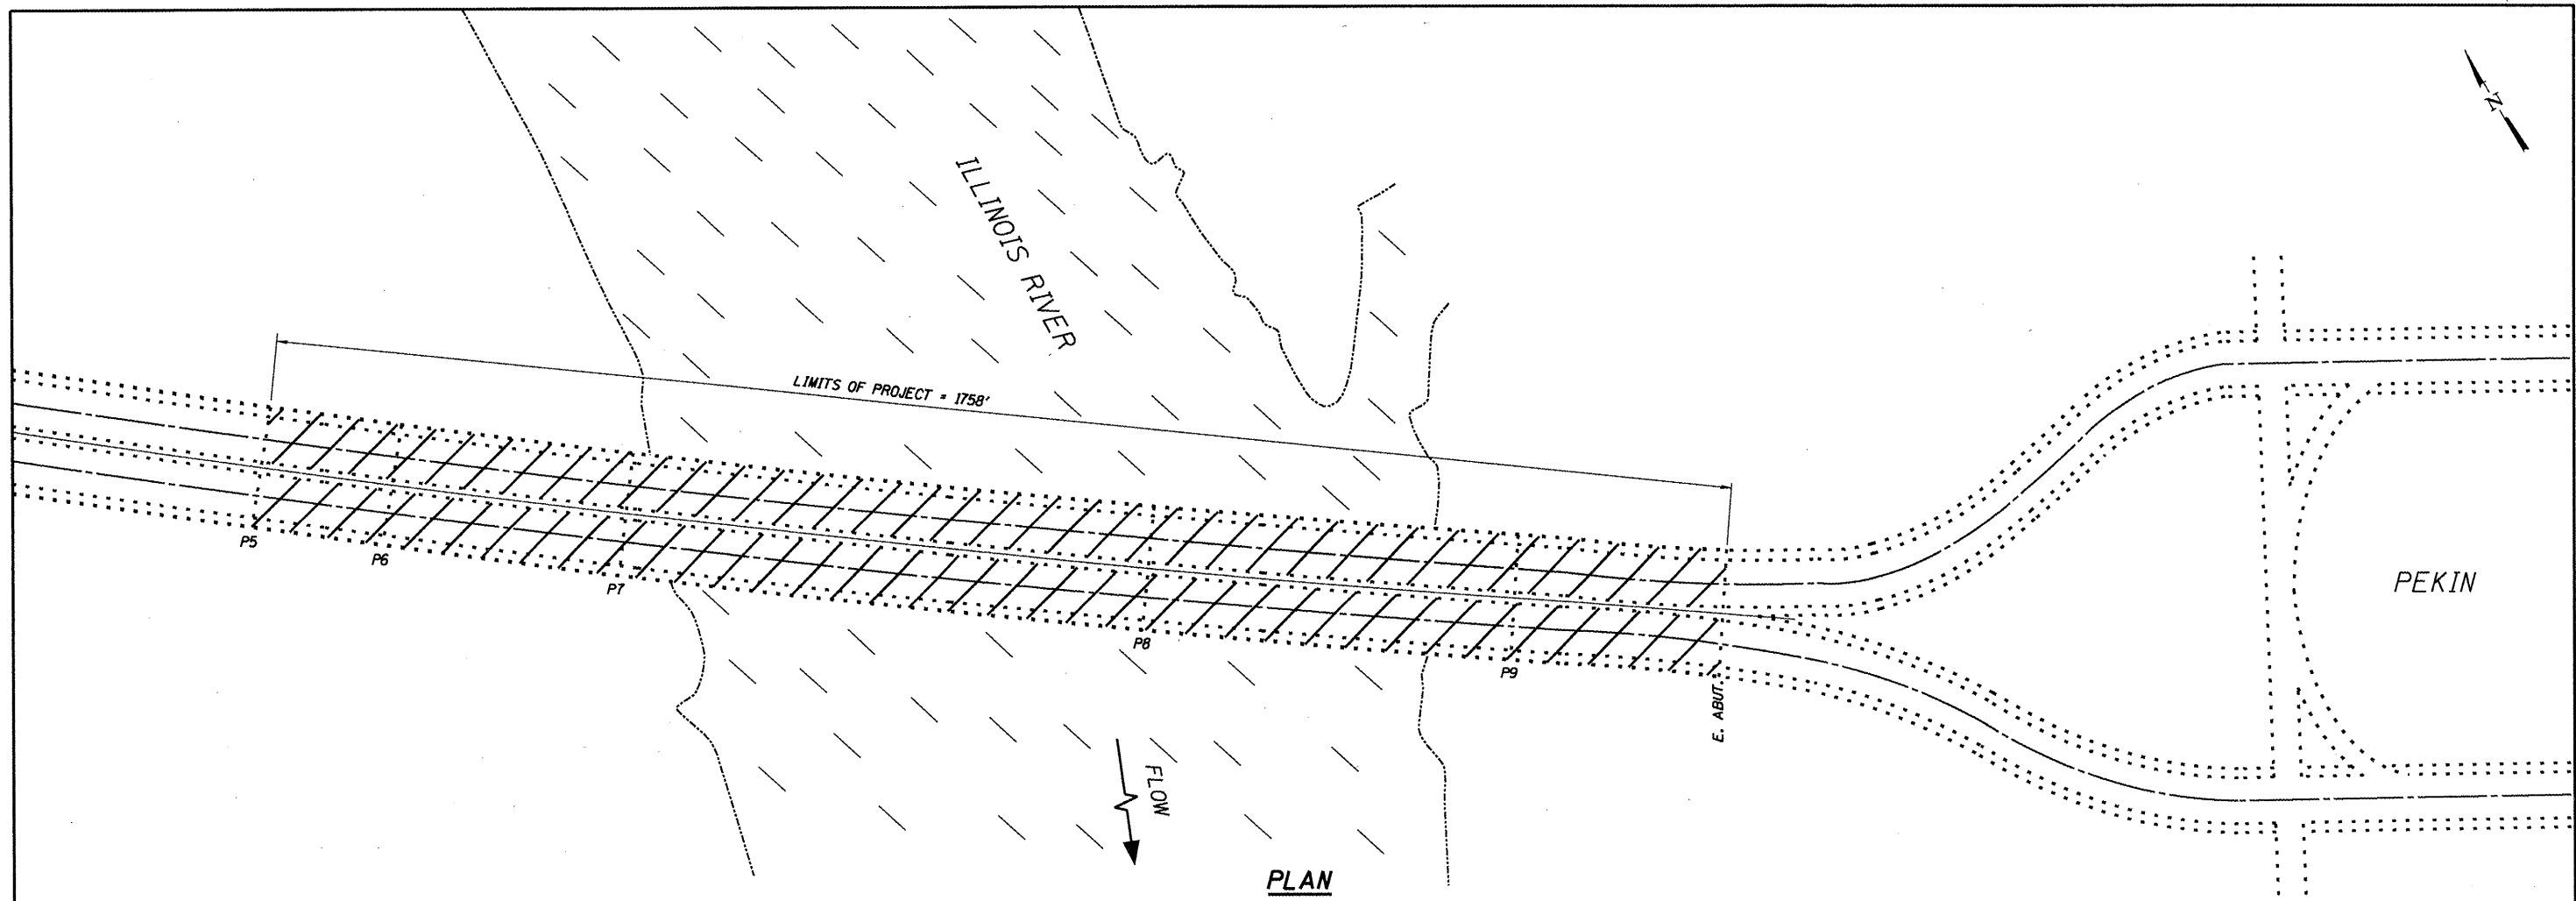 N
ILLINOIS RIVER
LIMITS OF PROJECT = 1758'
P5
P6
P7
P8
P9
E. ABUT.
PEKIN
FLOW
PLAN